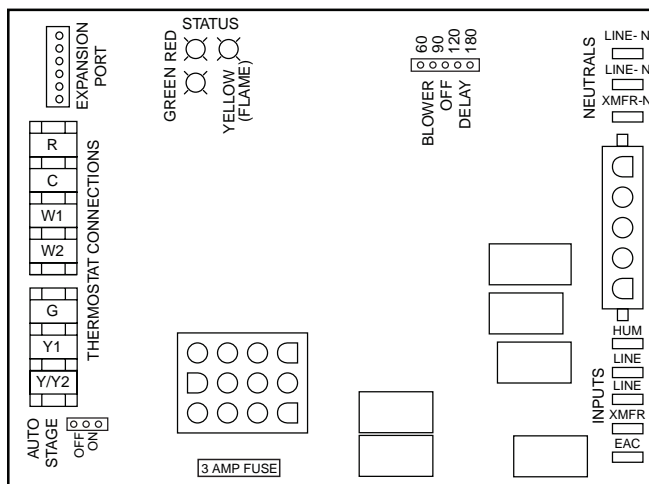 EXPANSION
PORT
STATUS
GREEN RED
YELLOW
(FLAME)
60
90
120
180
BLOWER
OFF
DELAY
NEUTRALS
LINE- N
LINE- N
XMFR-N
THERMOSTAT CONNECTIONS
R
C
W1
W2
G
Y1
Y/Y2
AUTO
STAGE
OFF
ON
3 AMP FUSE
INPUTS
HUM
LINE
LINE
XMFR
EAC